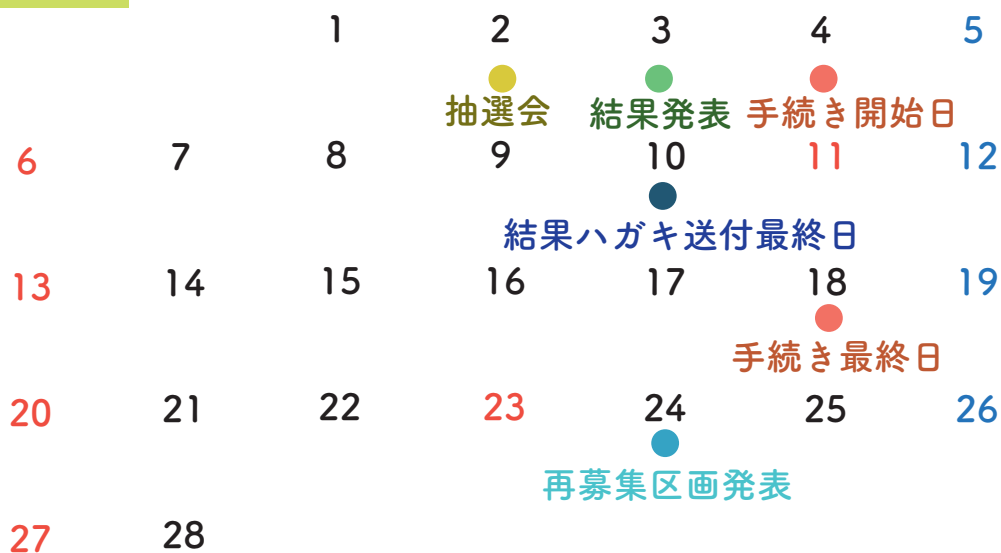 1 2 3 4 5
抽選会 結果発表 手続き開始日
6 7 8 9 10 11 12
結果ハガキ送付最終日
13 14 15 16 17 18 19
手続き最終日
20 21 22 23 24 25 26
再募集区画発表
27 28